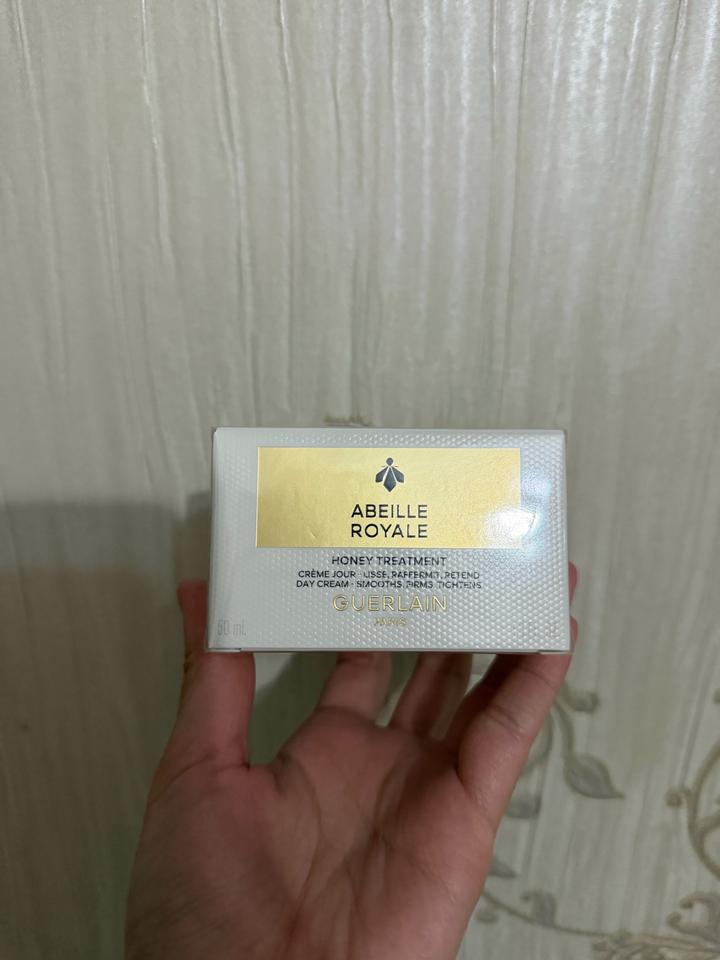 ABEILLE
ROYALE
HONEY TREATMENT
CRÈME JOUR · LISSE, RAFFERMIT, RETEND
DAY CREAM · SMOOTHS, FIRMS, TIGHTENS
GUERLAIN
PARIS
50 mL